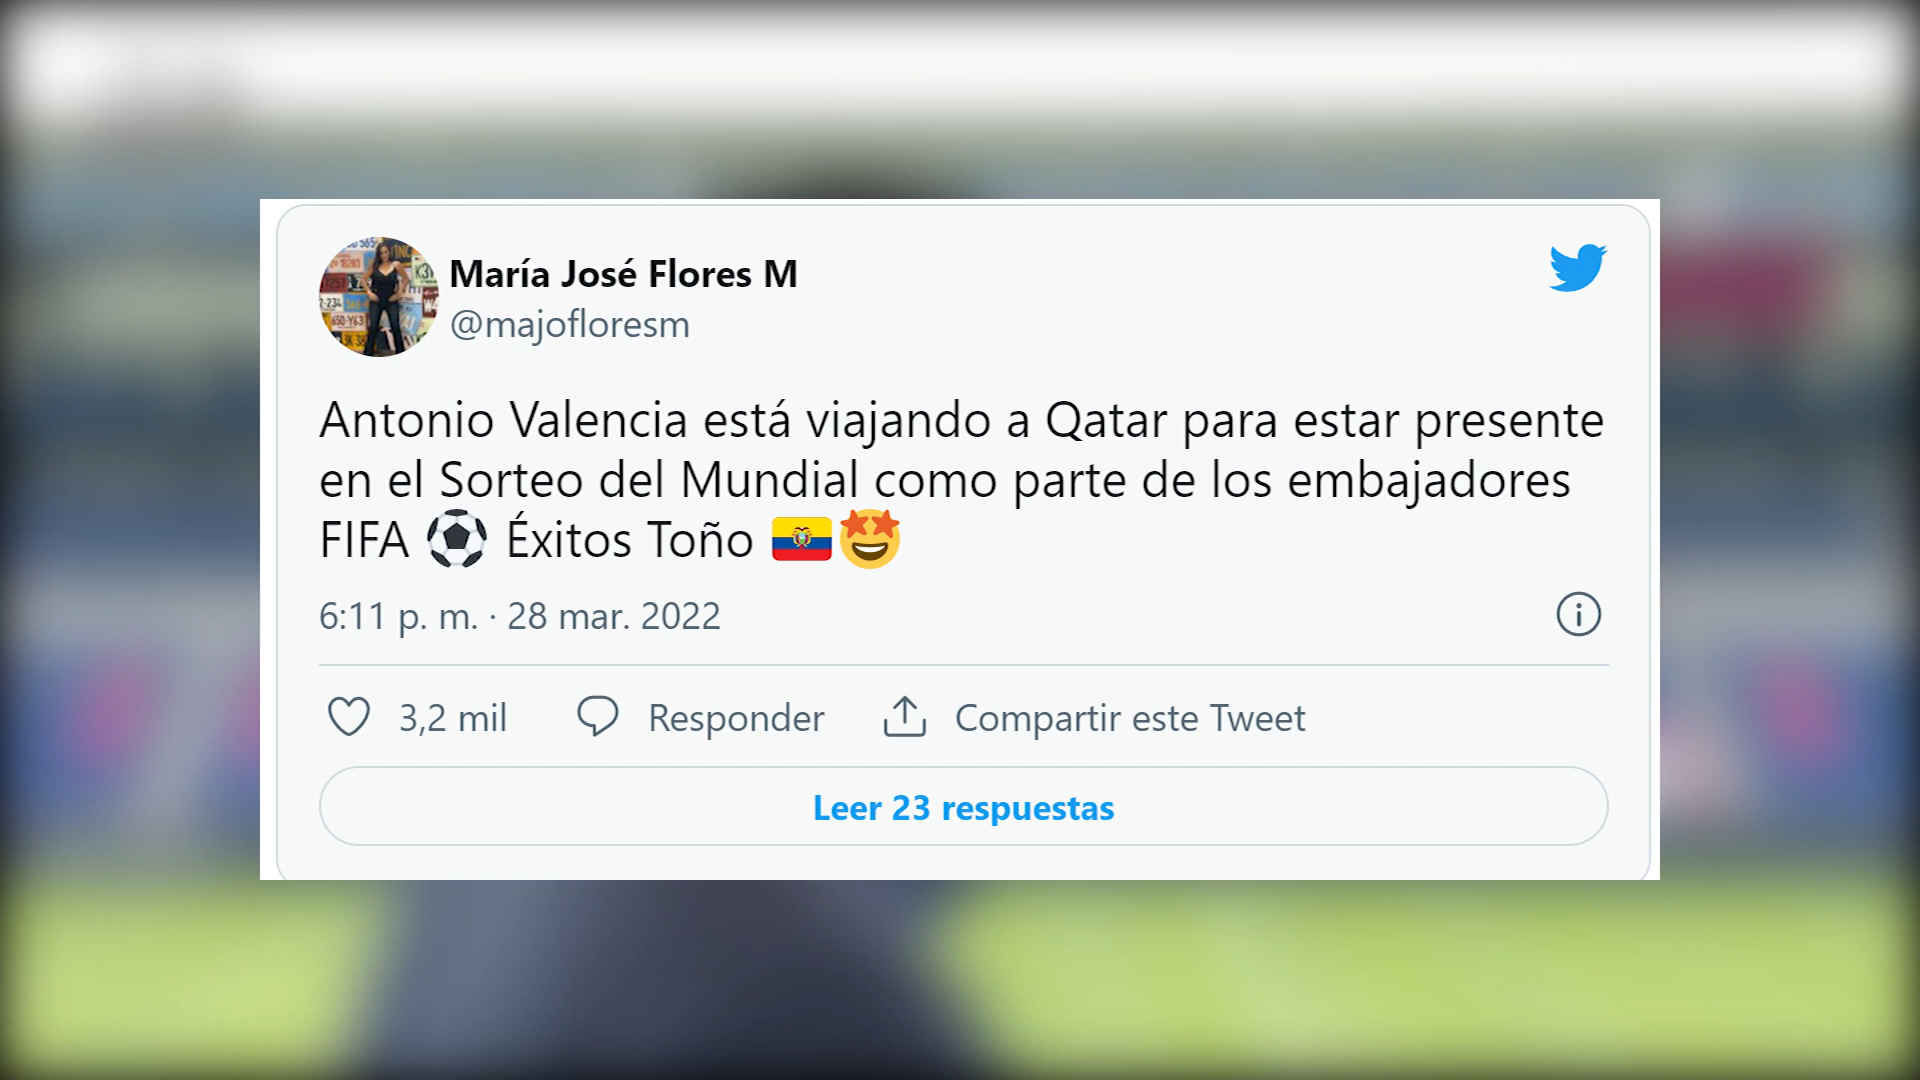 María José Flores M
@majofloresm
Antonio Valencia está viajando a Qatar para estar presente
en el Sorteo del Mundial como parte de los embajadores
FIFA ⚽ Éxitos Toño 🇪🇨🤩
6:11 p. m. · 28 mar. 2022
3,2 mil Responder Compartir este Tweet
Leer 23 respuestas